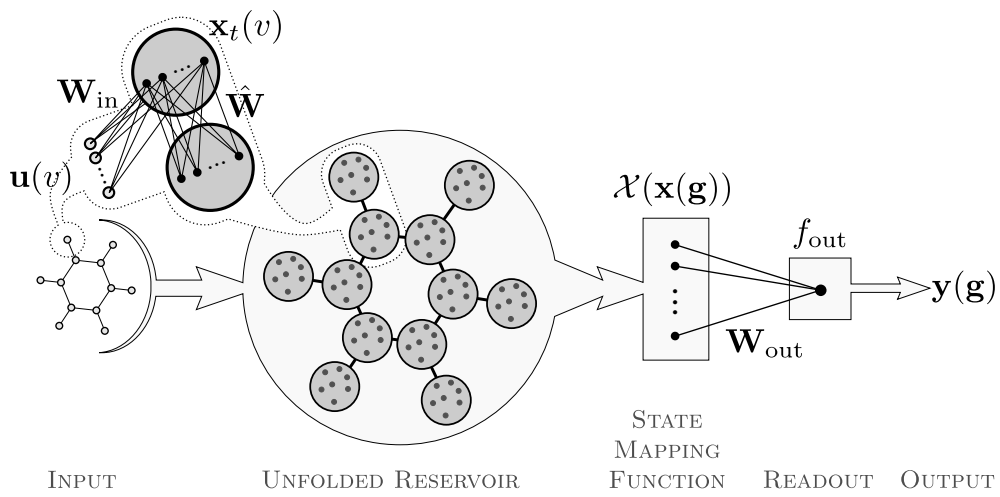 x_t(v)
W_in
Ŵ
u(v)
𝒳(x(g))
f_out
y(g)
W_out
STATE
MAPPING
INPUT UNFOLDED RESERVOIR FUNCTION READOUT OUTPUT